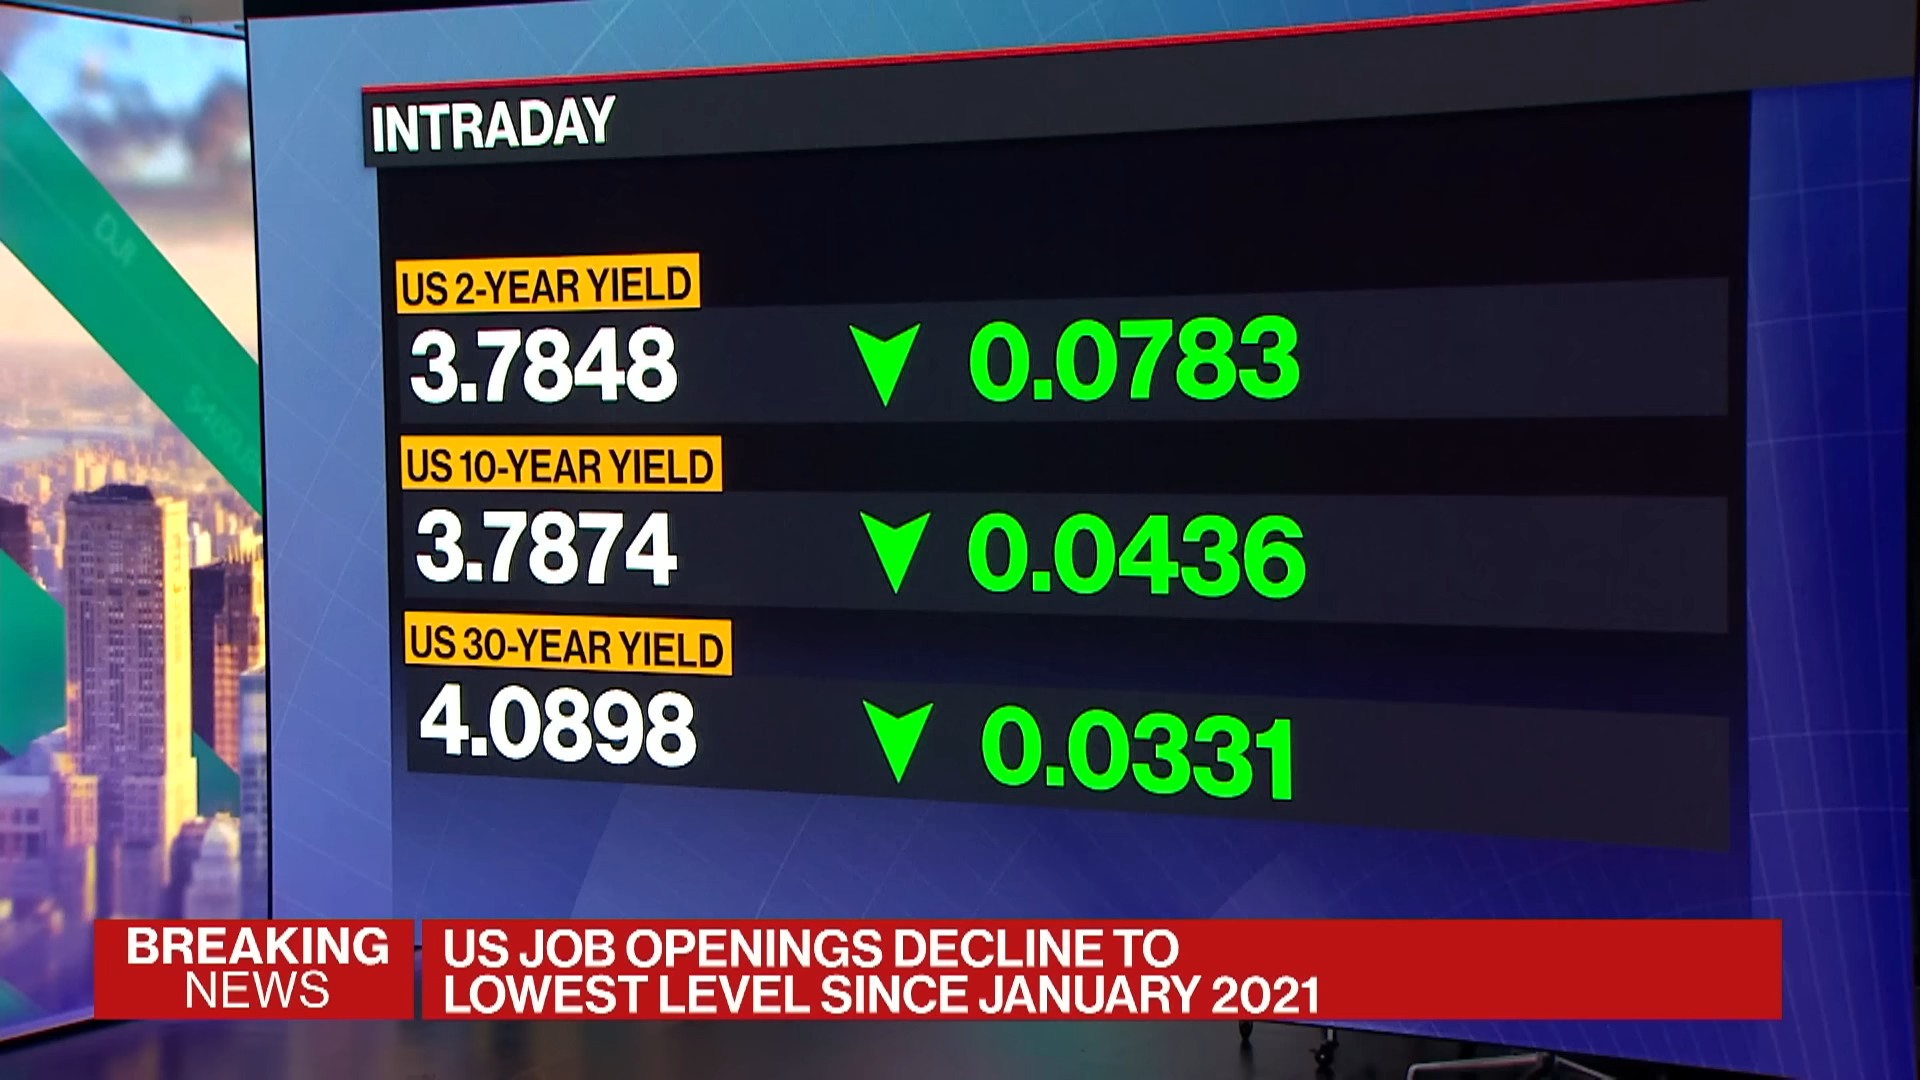 DJI
INTRADAY
US 2-YEAR YIELD
3.7848 0.0783
US 10-YEAR YIELD
3.7874 0.0436
US 30-YEAR YIELD
4.0898 0.0331
BREAKING
NEWS
US JOB OPENINGS DECLINE TO
LOWEST LEVEL SINCE JANUARY 2021